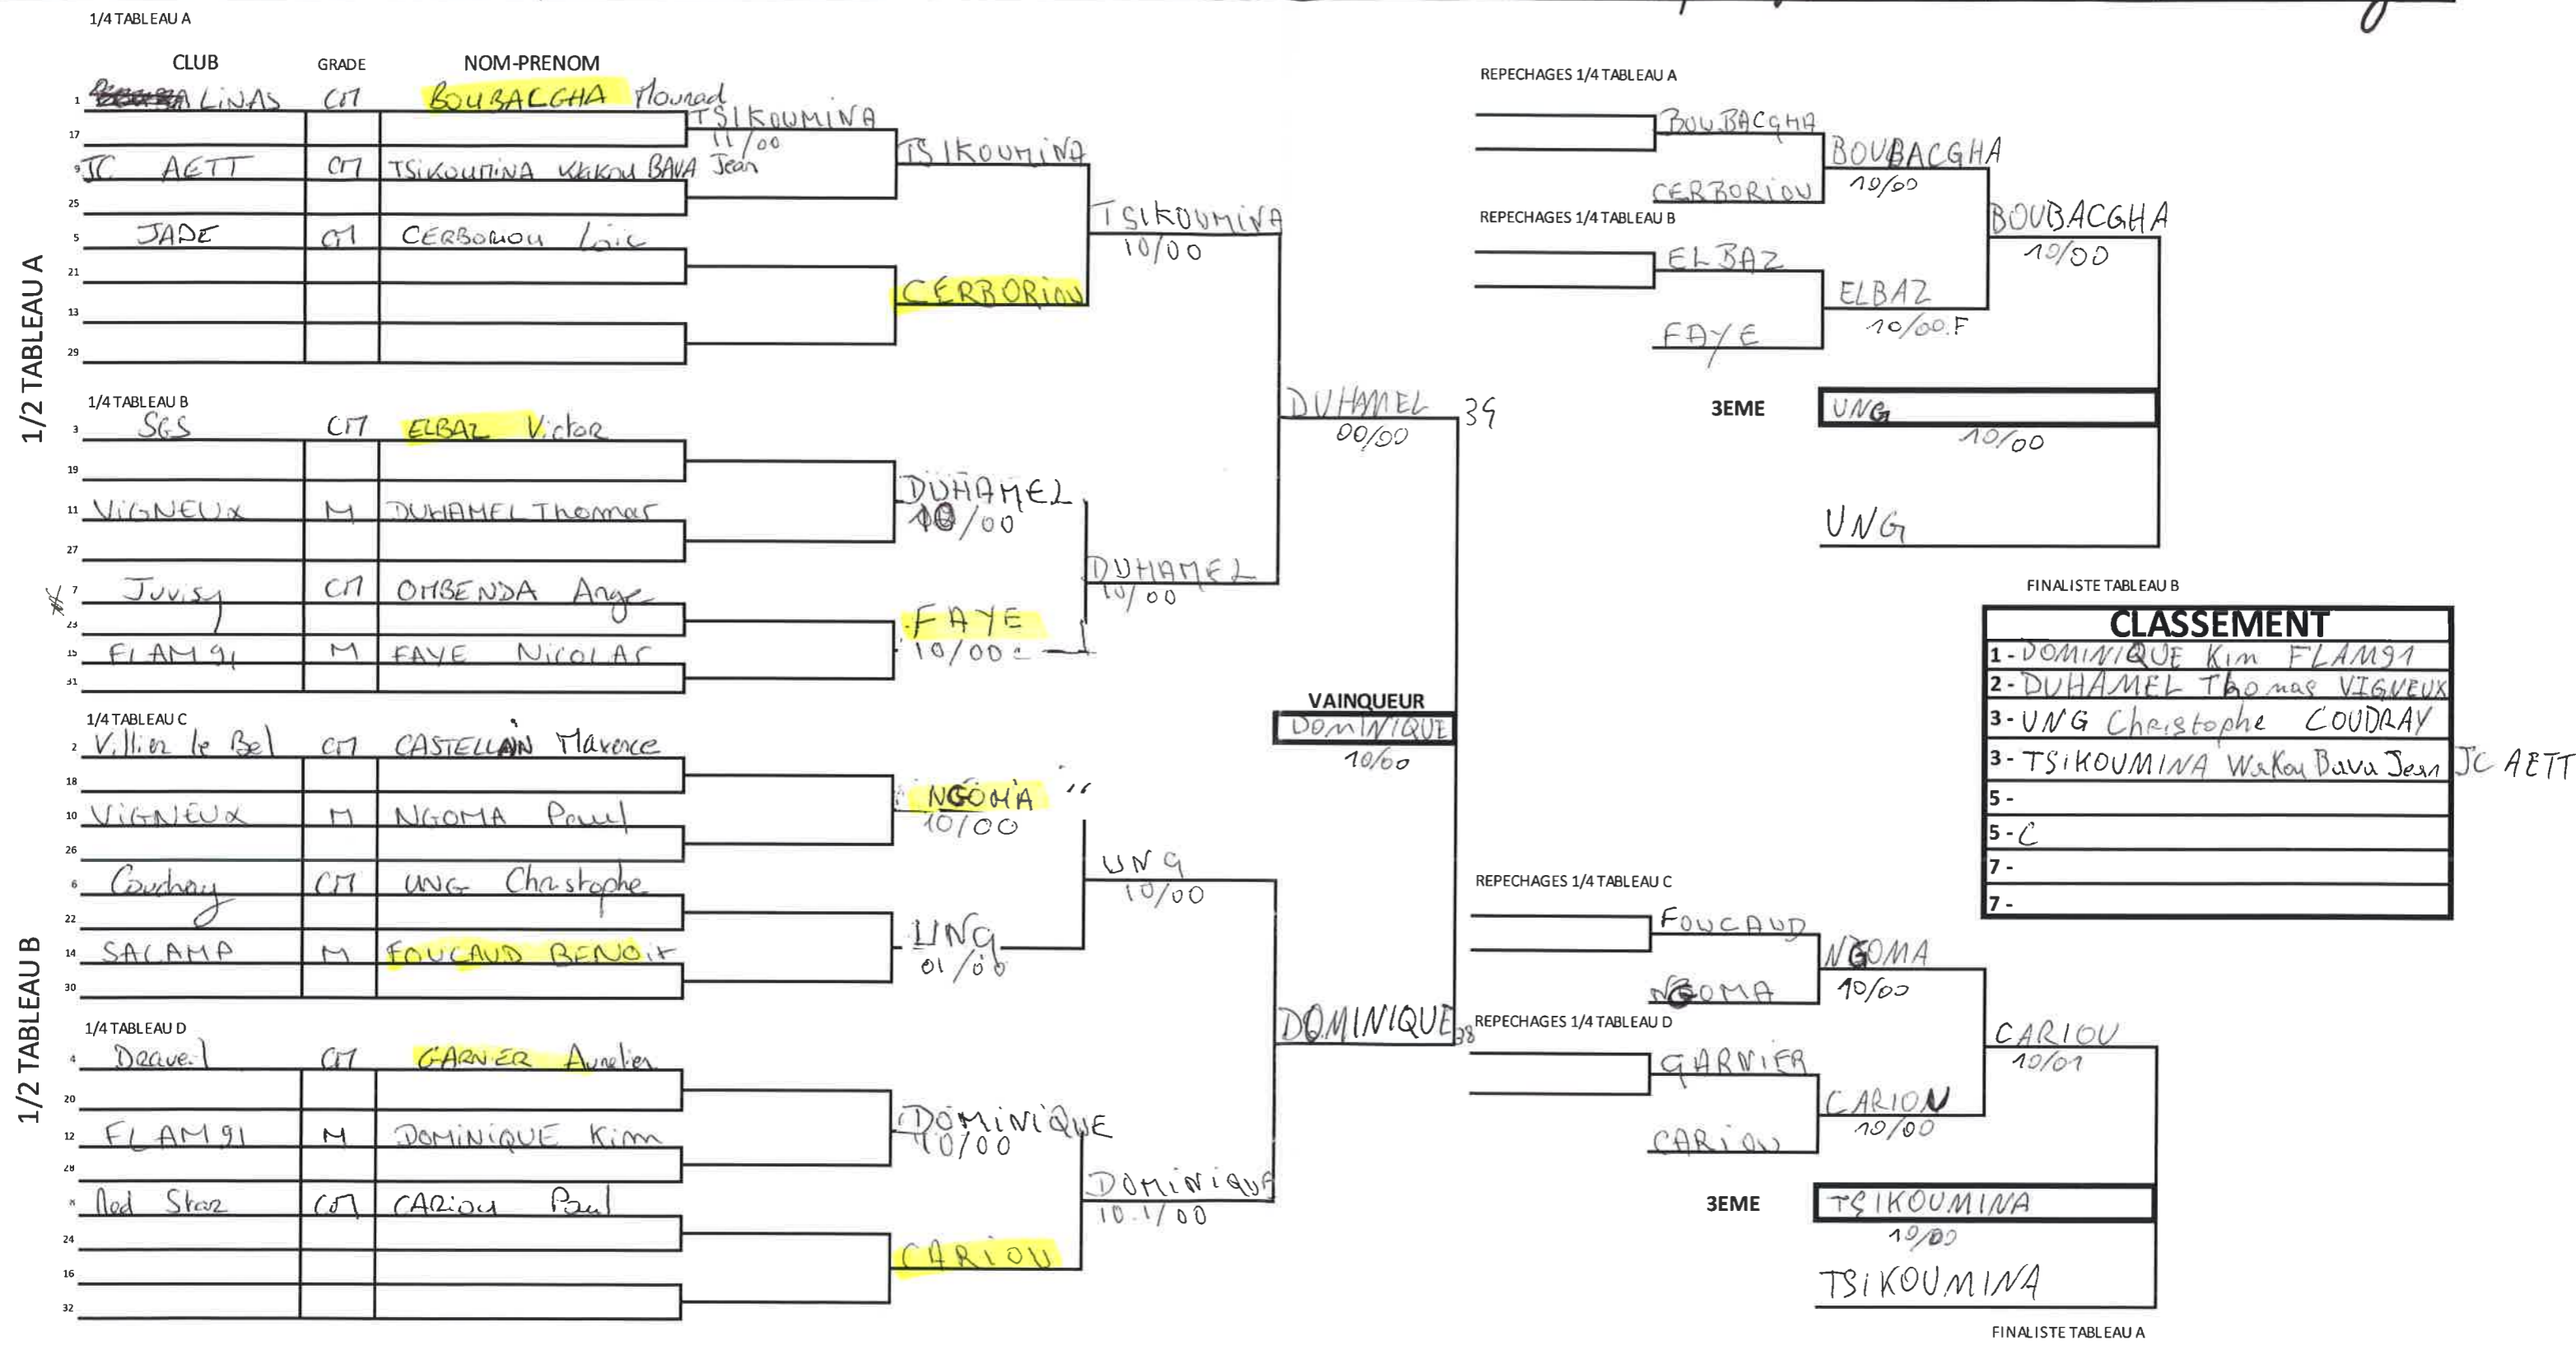 1/4 TABLEAU A
CLUB GRADE NOM-PRENOM
1 LINAS CM BOUBACGHA Mourad
17
9 JC AETT CM TSIKOUMINA WAKOU BAVA Jean
25
5 JADE CM CERBORIOU Loic
21
13
29
TSIKOUMINA
11/00
TSIKOUMINA
CERBORIOU
TSIKOUMINA
10/00
1/2 TABLEAU A
1/4 TABLEAU B
3 SGS CM ELBAZ Victor
19
11 VIGNEUX M DUHAMEL Thomas
27
7 Juvisy CM OMBENDA Ange
23
15 FLAM 91 M FAYE NICOLAS
31
DUHAMEL
10/00
FAYE
10/00
DUHAMEL
10/00
DUHAMEL 39
00/00
VAINQUEUR
DOMINIQUE
10/00
1/4 TABLEAU C
2 Villier le Bel CM CASTELLAIN Maxence
18
10 VIGNEUX M NGOMA Paul
26
6 Coudray CM UNG Christophe
22
14 SACAMP M FOUCAUD BENOIT
30
NGOMA
10/00
UNG
01/00
UNG
10/00
1/2 TABLEAU B
1/4 TABLEAU D
4 Draveil CM GARNIER Aurelien
20
12 FLAM 91 M DOMINIQUE Kim
28
8 Red Star CM CARIOU Paul
24
16
32
DOMINIQUE
10/00
CARIOU
DOMINIQUE
10.1/00
DOMINIQUE 38
REPECHAGES 1/4 TABLEAU A
BOUBACGHA
CERBORIOU
BOUBACGHA
10/00
REPECHAGES 1/4 TABLEAU B
ELBAZ
FAYE
ELBAZ
10/00.F
BOUBACGHA
10/00
3EME UNG
10/00
UNG
FINALISTE TABLEAU B
CLASSEMENT
1 - DOMINIQUE Kim FLAM91
2 - DUHAMEL Thomas VIGNEUX
3 - UNG Christophe COUDRAY
3 - TSIKOUMINA WaKou Bava Jean JC AETT
5 -
5 - C
7 -
7 -
REPECHAGES 1/4 TABLEAU C
FOUCAUD
NGOMA
NGOMA
10/00
REPECHAGES 1/4 TABLEAU D
GARNIER
CARIOU
CARIOU
10/00
CARIOU
10/01
3EME TSIKOUMINA
10/00
TSIKOUMINA
FINALISTE TABLEAU A